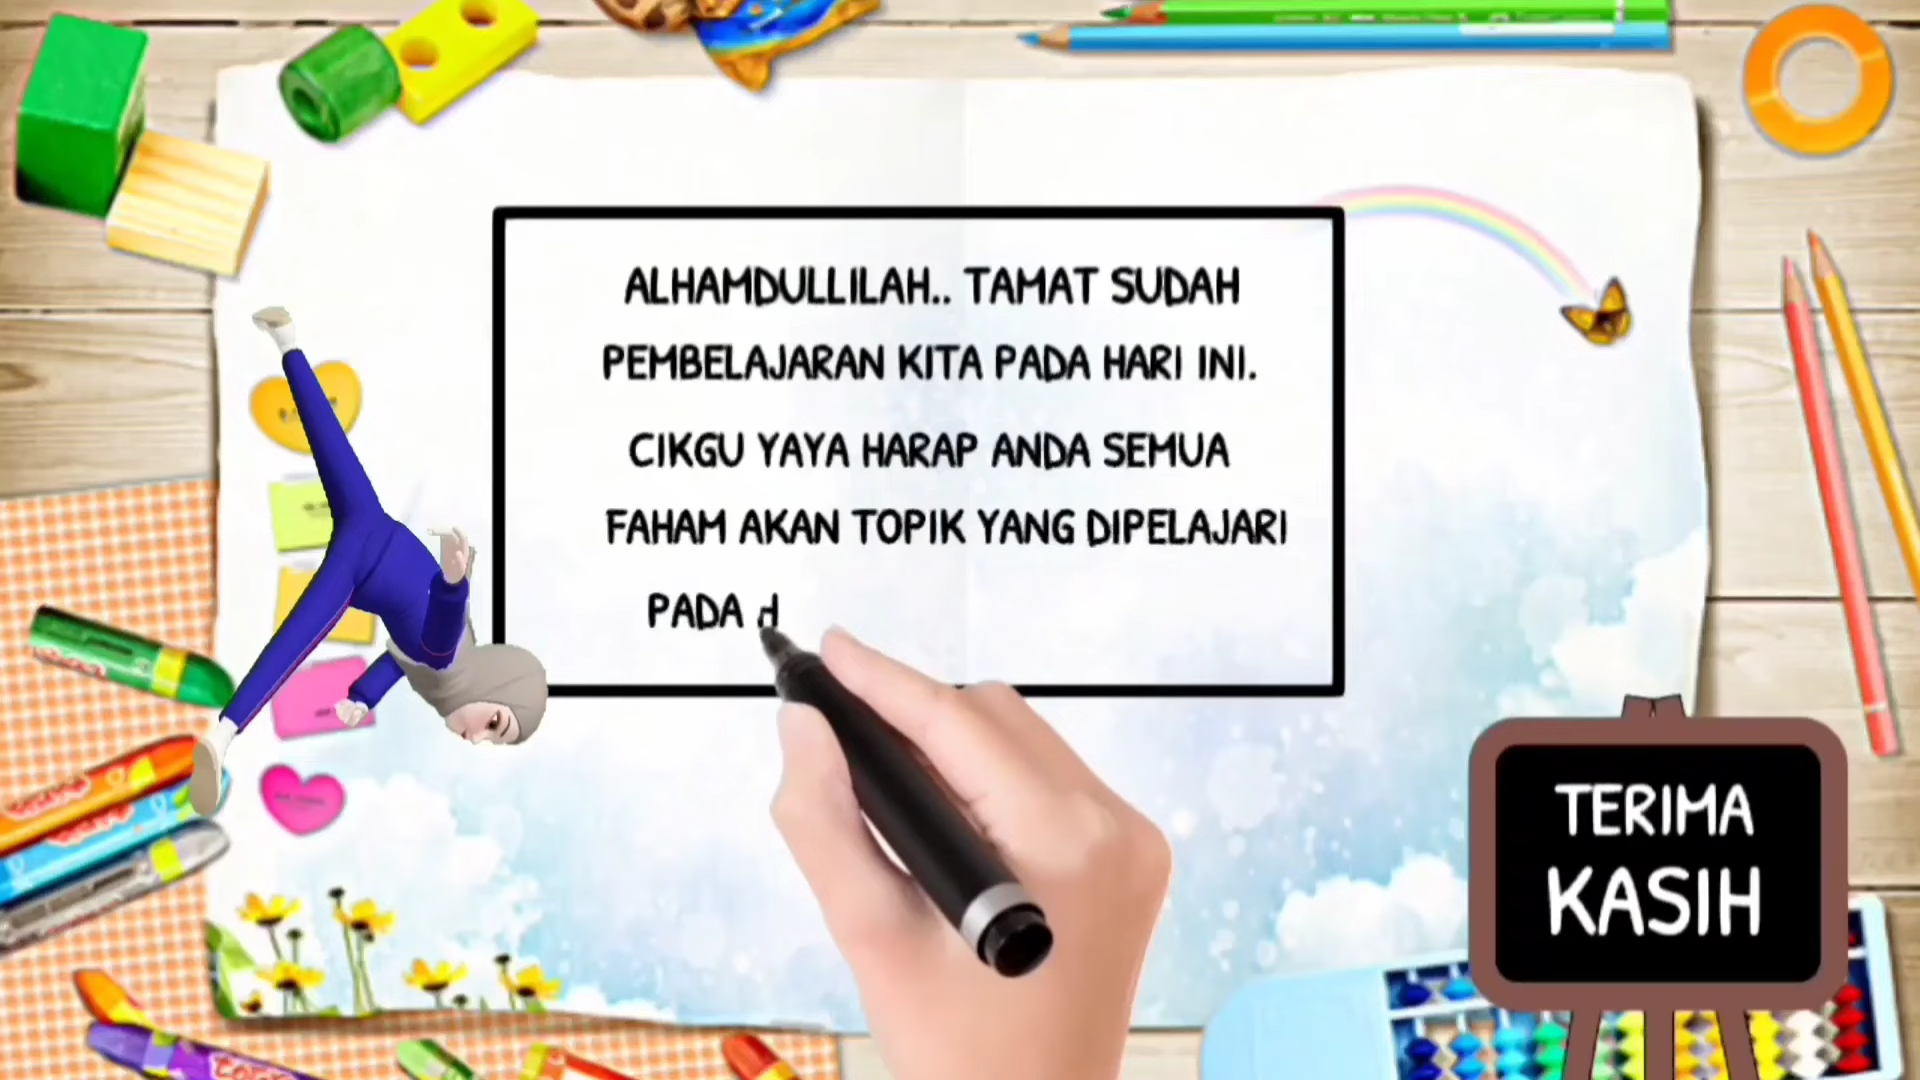 ALHAMDULLILAH.. TAMAT SUDAH
PEMBELAJARAN KITA PADA HARI INI.
CIKGU YAYA HARAP ANDA SEMUA
FAHAM AKAN TOPIK YANG DIPELAJARI
PADA
TERIMA
KASIH